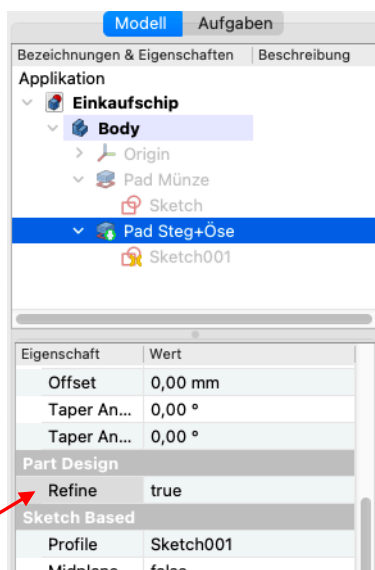 Modell Aufgaben
Bezeichnungen & Eigenschaften Beschreibung
Applikation
Einkaufschip
Body
Origin
Pad Münze
Sketch
Pad Steg+Öse
Sketch001
Eigenschaft Wert
Offset 0,00 mm
Taper An... 0,00 °
Taper An... 0,00 °
Part Design
Refine true
Sketch Based
Profile Sketch001
Midplane false